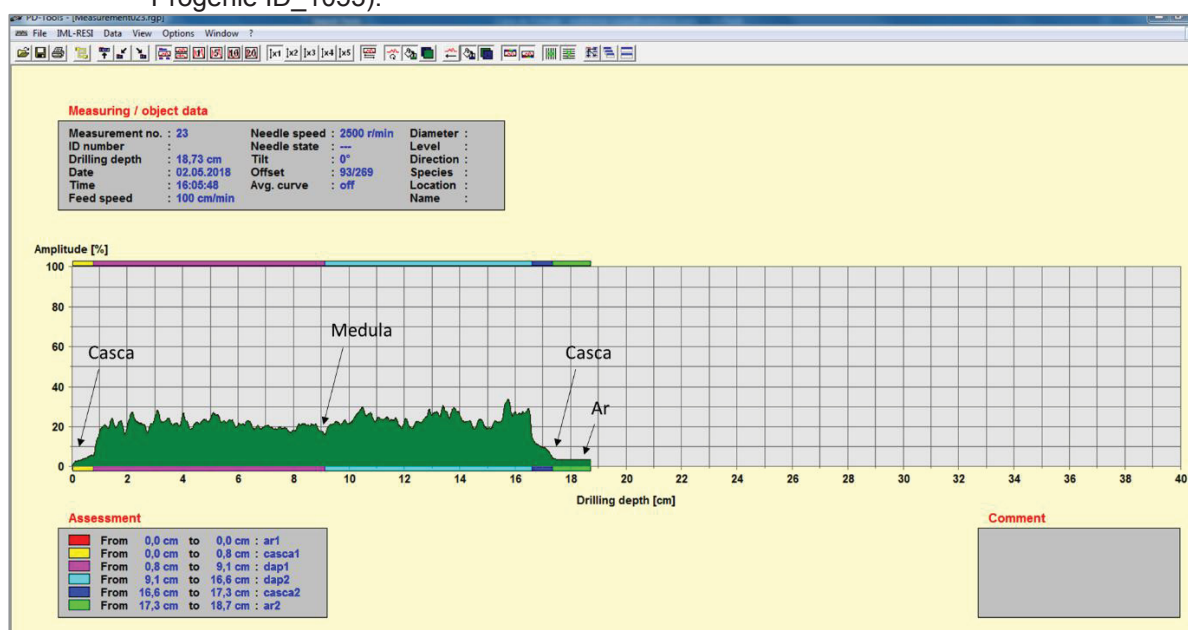 Progênie ID_1053).
PD-Tools - [Measurement023.rgp]
File IML-RESI Data View Options Window ?
[x1 [x2 [x3 [x4 [x5
Measuring / object data
Measurement no. : 23 Needle speed : 2500 r/min Diameter :
ID number : Needle state : --- Level :
Drilling depth : 18,73 cm Tilt : 0° Direction :
Date : 02.05.2018 Offset : 93/269 Species :
Time : 16:05:48 Avg. curve : off Location :
Feed speed : 100 cm/min Name :
Amplitude [%]
100
80
60
40
20
0
Casca
Medula
Casca
Ar
0 2 4 6 8 10 12 14 16 18 20 22 24 26 28 30 32 34 36 38 40
Drilling depth [cm]
Assessment
From 0,0 cm to 0,0 cm : ar1
From 0,0 cm to 0,8 cm : casca1
From 0,8 cm to 9,1 cm : dap1
From 9,1 cm to 16,6 cm : dap2
From 16,6 cm to 17,3 cm : casca2
From 17,3 cm to 18,7 cm : ar2
Comment